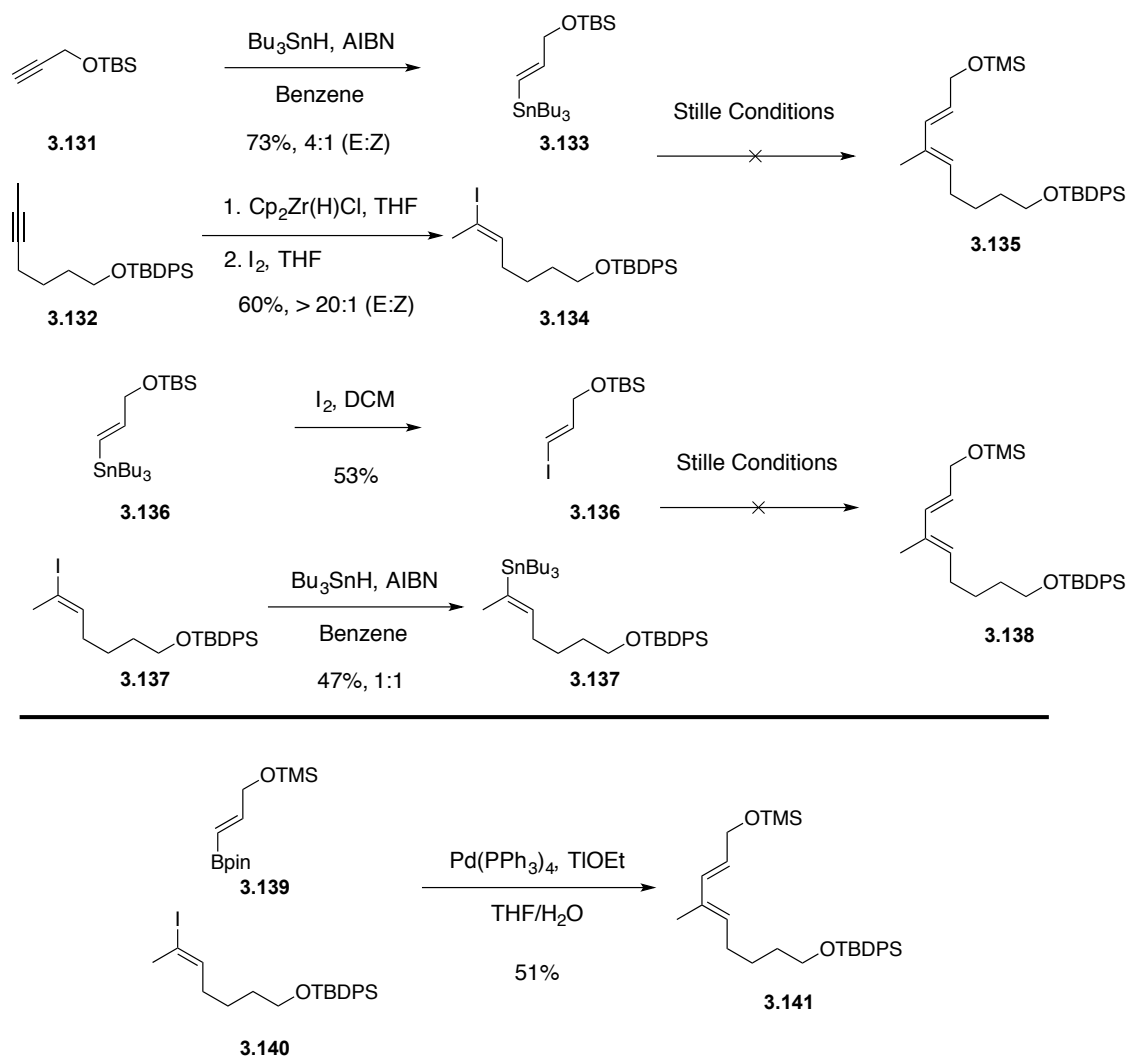 OTBS
3.131
Bu3SnH, AIBN
Benzene
73%, 4:1 (E:Z)
OTBS
SnBu3
3.133
OTBDPS
3.132
1. Cp2Zr(H)Cl, THF
2. I2, THF
60%, > 20:1 (E:Z)
I
OTBDPS
3.134
Stille Conditions
OTMS
OTBDPS
3.135
OTBS
SnBu3
3.136
I2, DCM
53%
OTBS
I
3.136
I
OTBDPS
3.137
Bu3SnH, AIBN
Benzene
47%, 1:1
SnBu3
OTBDPS
3.137
Stille Conditions
OTMS
OTBDPS
3.138
OTMS
Bpin
3.139
I
OTBDPS
3.140
Pd(PPh3)4, TlOEt
THF/H2O
51%
OTMS
OTBDPS
3.141